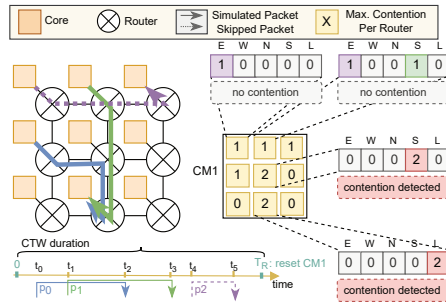 Core
Router
Simulated Packet
Skipped Packet
X
Max. Contention
Per Router
E W N S L
1 0 0 0 0
no contention
E W N S L
1 0 0 1 0
no contention
CM1
1 1 1
1 2 0
0 2 0
E W N S L
0 0 0 2 0
contention detected
E W N S L
0 0 0 0 2
contention detected
CTW duration
TR: reset CM1
0 t0 t1 t2 t3 t4 t5 time
P0 P1 p2